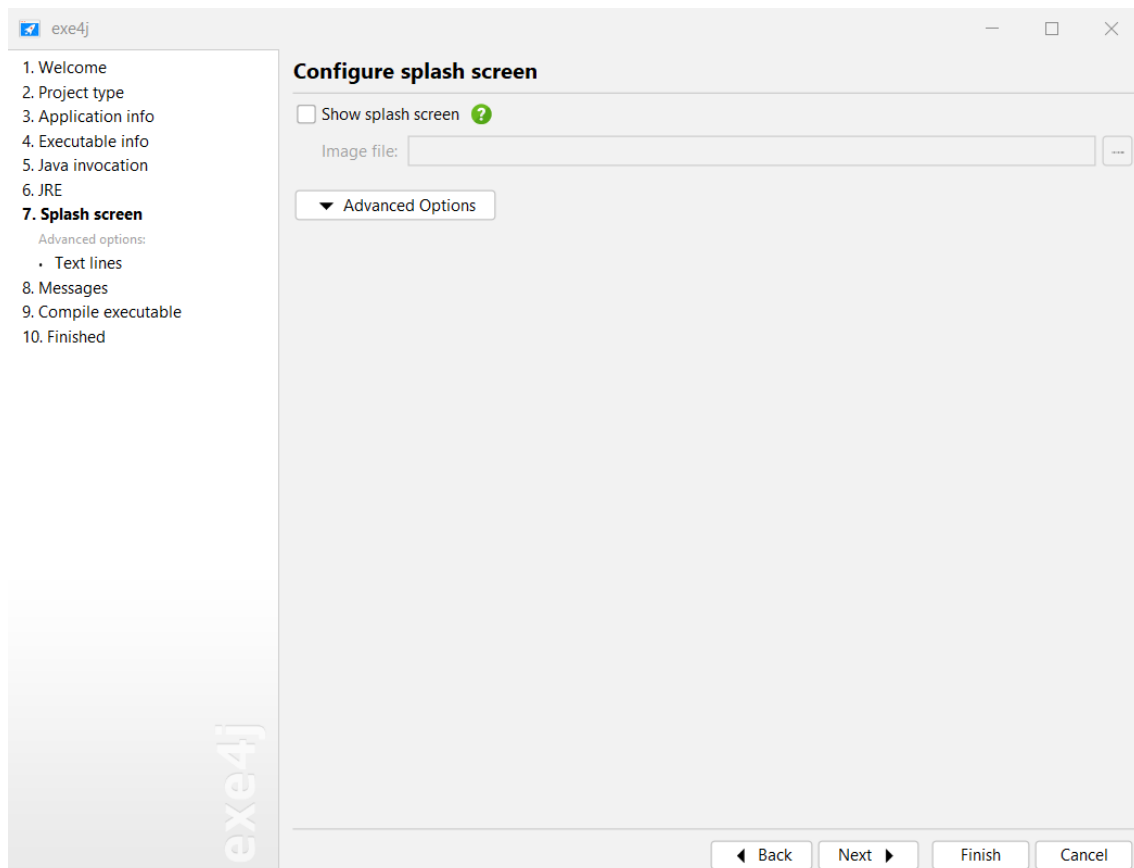 exe4j
1. Welcome
2. Project type
3. Application info
4. Executable info
5. Java invocation
6. JRE
7. Splash screen
Advanced options:
· Text lines
8. Messages
9. Compile executable
10. Finished
exe4j
Configure splash screen
Show splash screen ?
Image file: ...
Advanced Options
Back Next Finish Cancel